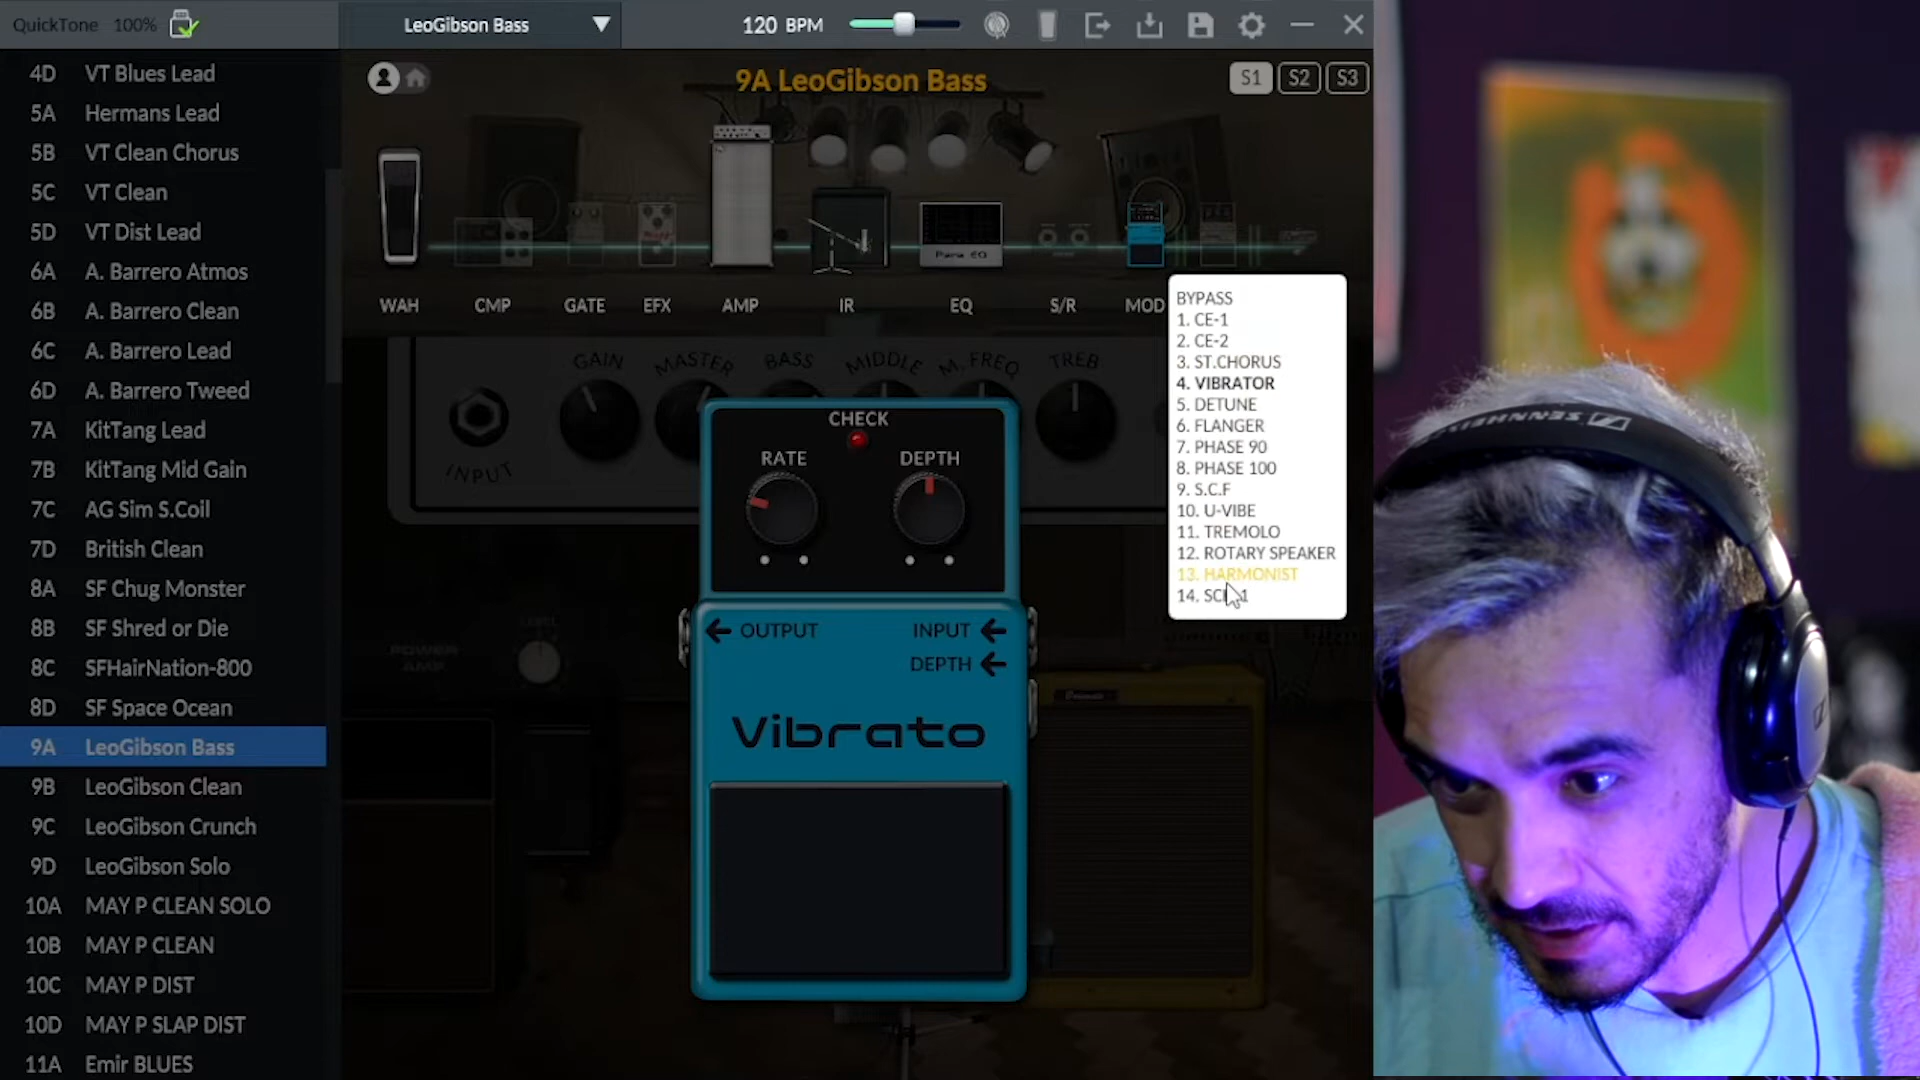 QuickTone 100%
LeoGibson Bass ▼
120 BPM
4D VT Blues Lead
5A Hermans Lead
5B VT Clean Chorus
5C VT Clean
5D VT Dist Lead
6A A. Barrero Atmos
6B A. Barrero Clean
6C A. Barrero Lead
6D A. Barrero Tweed
7A KitTang Lead
7B KitTang Mid Gain
7C AG Sim S.Coil
7D British Clean
8A SF Chug Monster
8B SF Shred or Die
8C SFHairNation-800
8D SF Space Ocean
9A LeoGibson Bass
9B LeoGibson Clean
9C LeoGibson Crunch
9D LeoGibson Solo
10A MAY P CLEAN SOLO
10B MAY P CLEAN
10C MAY P DIST
10D MAY P SLAP DIST
11A Emir BLUES
9A LeoGibson Bass
S1 S2 S3
Para EQ
WAH CMP GATE EFX AMP IR EQ S/R MOD
GAIN MASTER BASS MIDDLE M. FREQ TREB
INPUT
POWER AMP
LEVEL
CHECK
RATE DEPTH
OUTPUT INPUT
DEPTH
Vibrato
BYPASS
1. CE-1
2. CE-2
3. ST.CHORUS
4. VIBRATOR
5. DETUNE
6. FLANGER
7. PHASE 90
8. PHASE 100
9. S.C.F
10. U-VIBE
11. TREMOLO
12. ROTARY SPEAKER
13. HARMONIST
14.
SENNHEISER